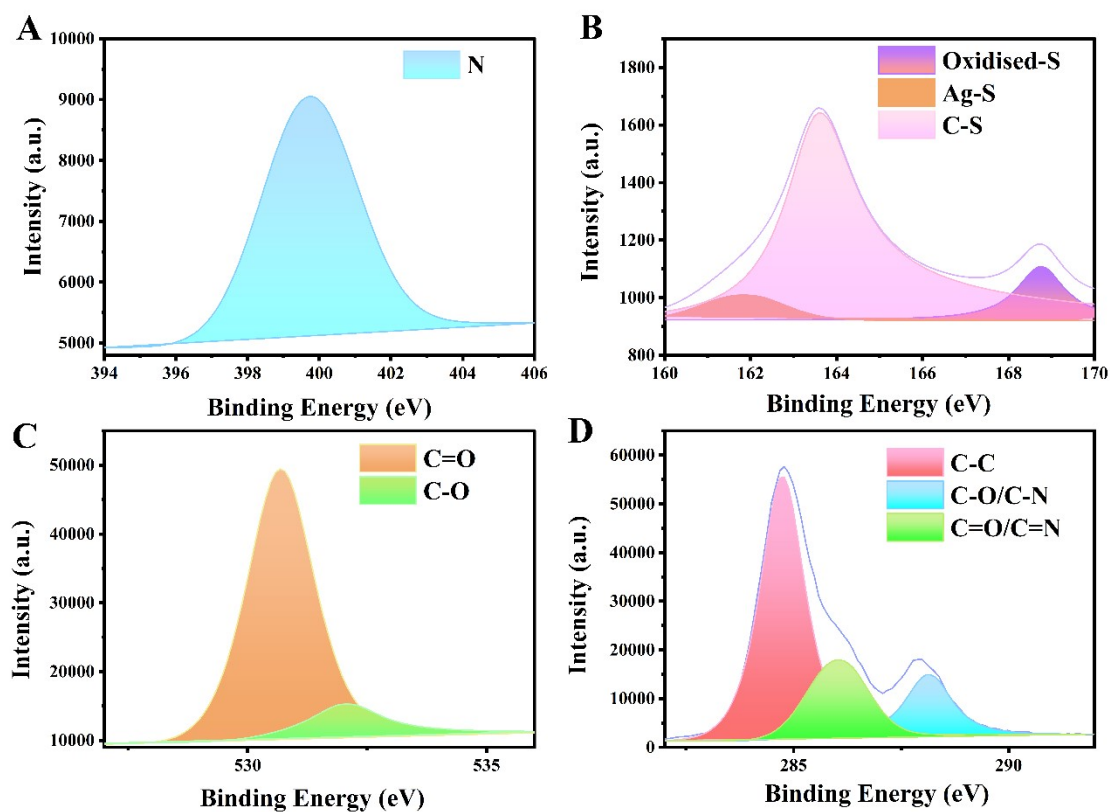 A
N
Intensity (a.u.)
10000
9000
8000
7000
6000
5000
394 396 398 400 402 404 406
Binding Energy (eV)
B
Oxidised-S
Ag-S
C-S
Intensity (a.u.)
1800
1600
1400
1200
1000
800
160 162 164 166 168 170
Binding Energy (eV)
C
C=O
C-O
Intensity (a.u.)
50000
40000
30000
20000
10000
530 535
Binding Energy (eV)
D
C-C
C-O/C-N
C=O/C=N
Intensity (a.u.)
60000
50000
40000
30000
20000
10000
0
285 290
Binding Energy (eV)